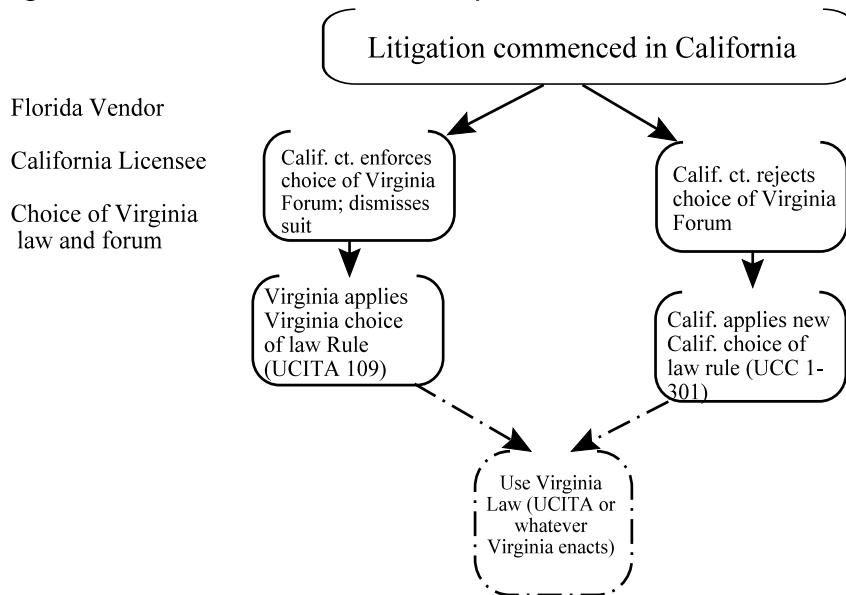 Litigation commenced in California
Florida Vendor
California Licensee
Choice of Virginia
law and forum
Calif. ct. enforces
choice of Virginia
Forum; dismisses
suit
Calif. ct. rejects
choice of Virginia
Forum
Virginia applies
Virginia choice
of law Rule
(UCITA 109)
Calif. applies new
Calif. choice of
law rule (UCC 1-
301)
Use Virginia
Law (UCITA or
whatever
Virginia enacts)